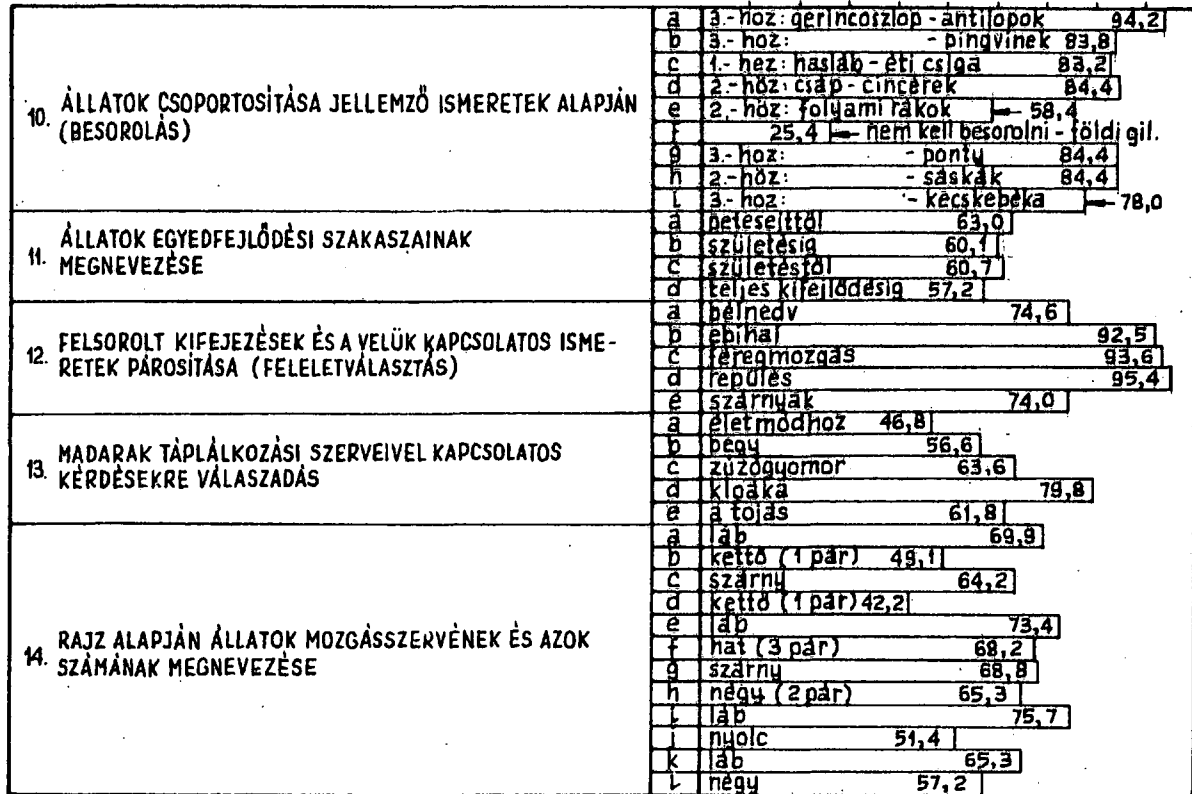 10. ÁLLATOK CSOPORTOSÍTÁSA JELLEMZŐ ISMERETEK ALAPJÁN
(BESOROLÁS)
a 3.-hoz: gerincoszlop - antilopok 94,2
b 3.-hoz: - pingvinek 83,8
c 1.-hez: hasláb - éti csiga 83,2
d 2.-höz: csáp - cincérek 84,4
e 2.-höz: folyami rákok 58,4
f 25,4 nem kell besorolni - földi gil.
g 3.-hoz: - ponty 84,4
h 2.-höz: - sáskák 84,4
i 3.-hoz: - kecskebéka 78,0
11. ÁLLATOK EGYEDFEJLŐDÉSI SZAKASZAINAK
MEGNEVEZÉSE
a petesejttől 63,0
b születésig 60,1
c születéstől 60,7
d teljes kifejlődésig 57,2
12. FELSOROLT KIFEJEZÉSEK ÉS A VELÜK KAPCSOLATOS ISME-
RETEK PÁROSÍTÁSA (FELELETVÁLASZTÁS)
a bélnedv 74,6
b ebihal 92,5
c féregmozgás 93,6
d repülés 95,4
e szárnyak 74,0
13. MADARAK TÁPLÁLKOZÁSI SZERVEIVEL KAPCSOLATOS
KÉRDÉSEKRE VÁLASZADÁS
a életmódhoz 46,8
b begy 56,6
c zúzógyomor 63,6
d kloáka 79,8
e a tojás 61,8
14. RAJZ ALAPJÁN ÁLLATOK MOZGÁSSZERVÉNEK ÉS AZOK
SZÁMÁNAK MEGNEVEZÉSE
a láb 69,9
b kettő (1 pár) 49,1
c szárny 64,2
d kettő (1 pár) 42,2
e láb 73,4
f hat (3 pár) 68,2
g szárny 68,8
h négy (2 pár) 65,3
i láb 75,7
j nyolc 51,4
k láb 65,3
l négy 57,2